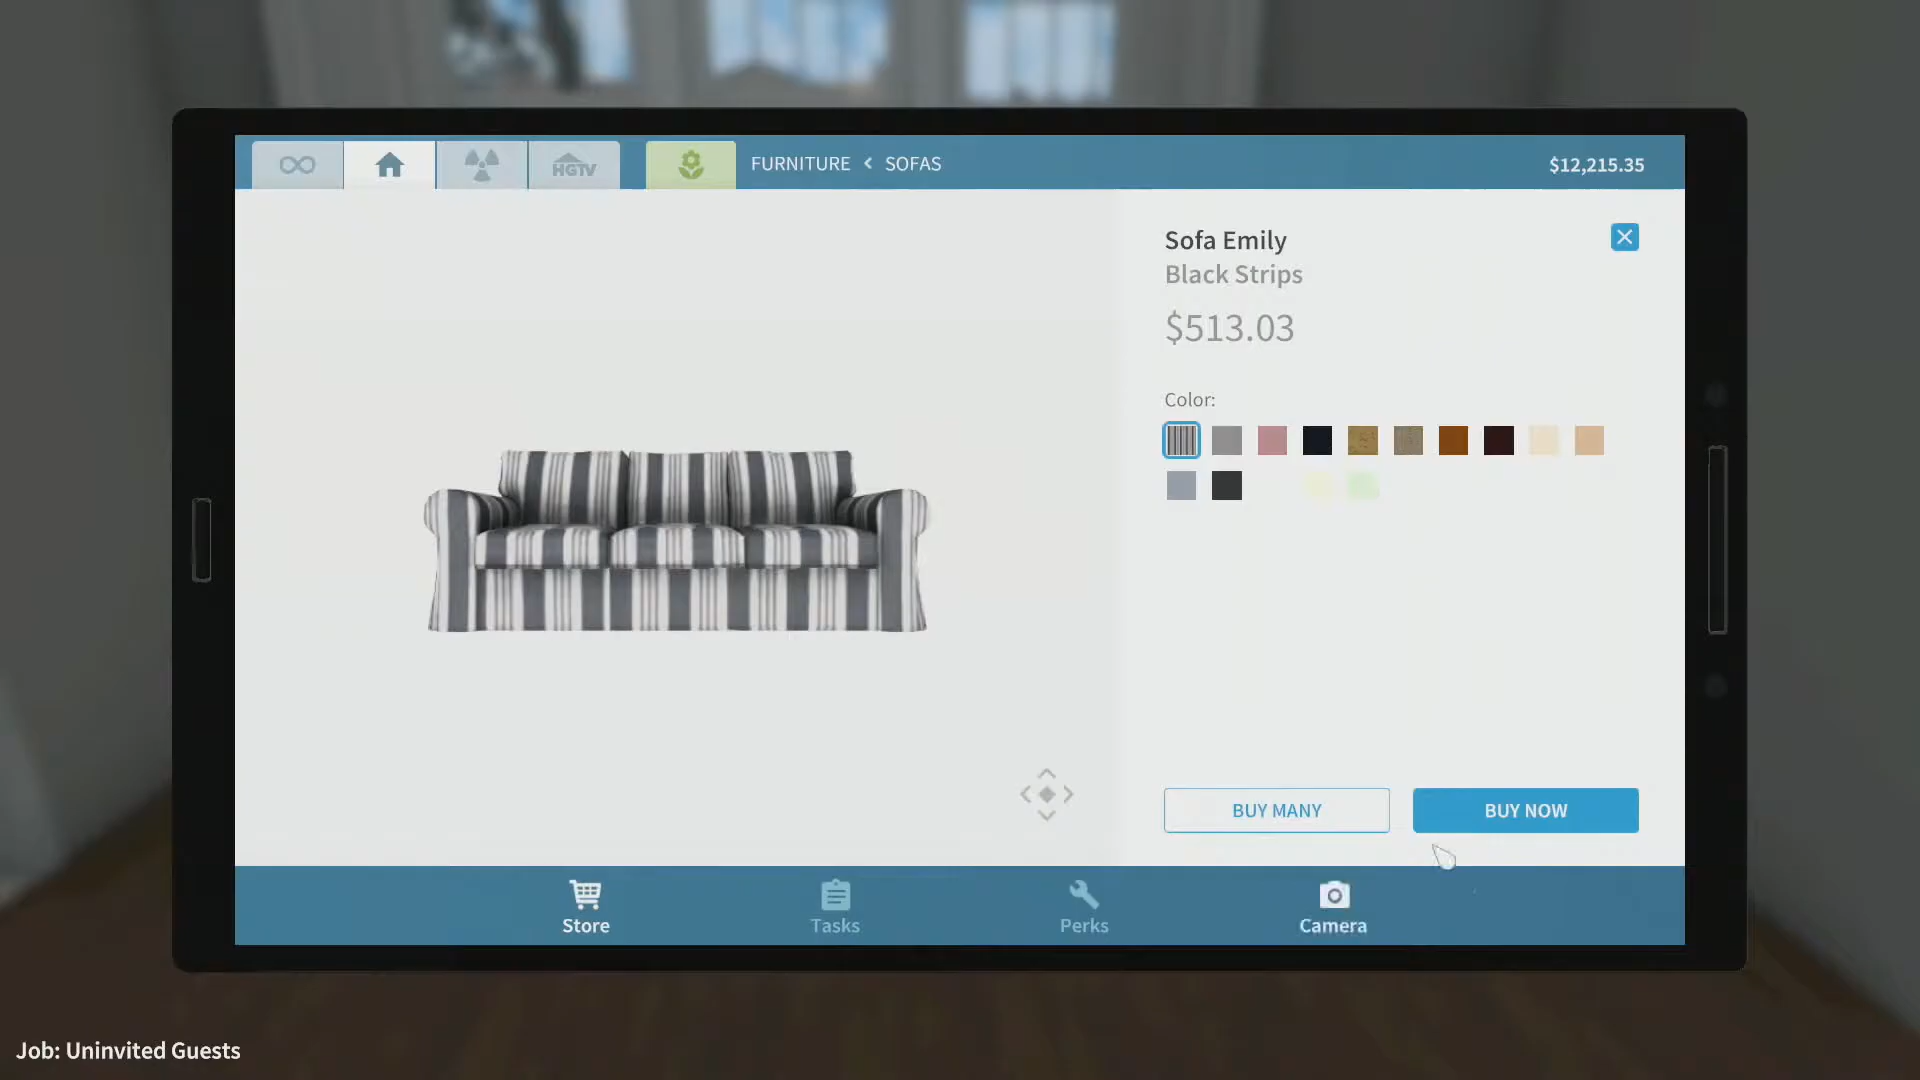 HGTV
FURNITURE < SOFAS
$12,215.35
Sofa Emily
Black Strips
$513.03
Color:
BUY MANY
BUY NOW
Store
Tasks
Perks
Camera
Job: Uninvited Guests